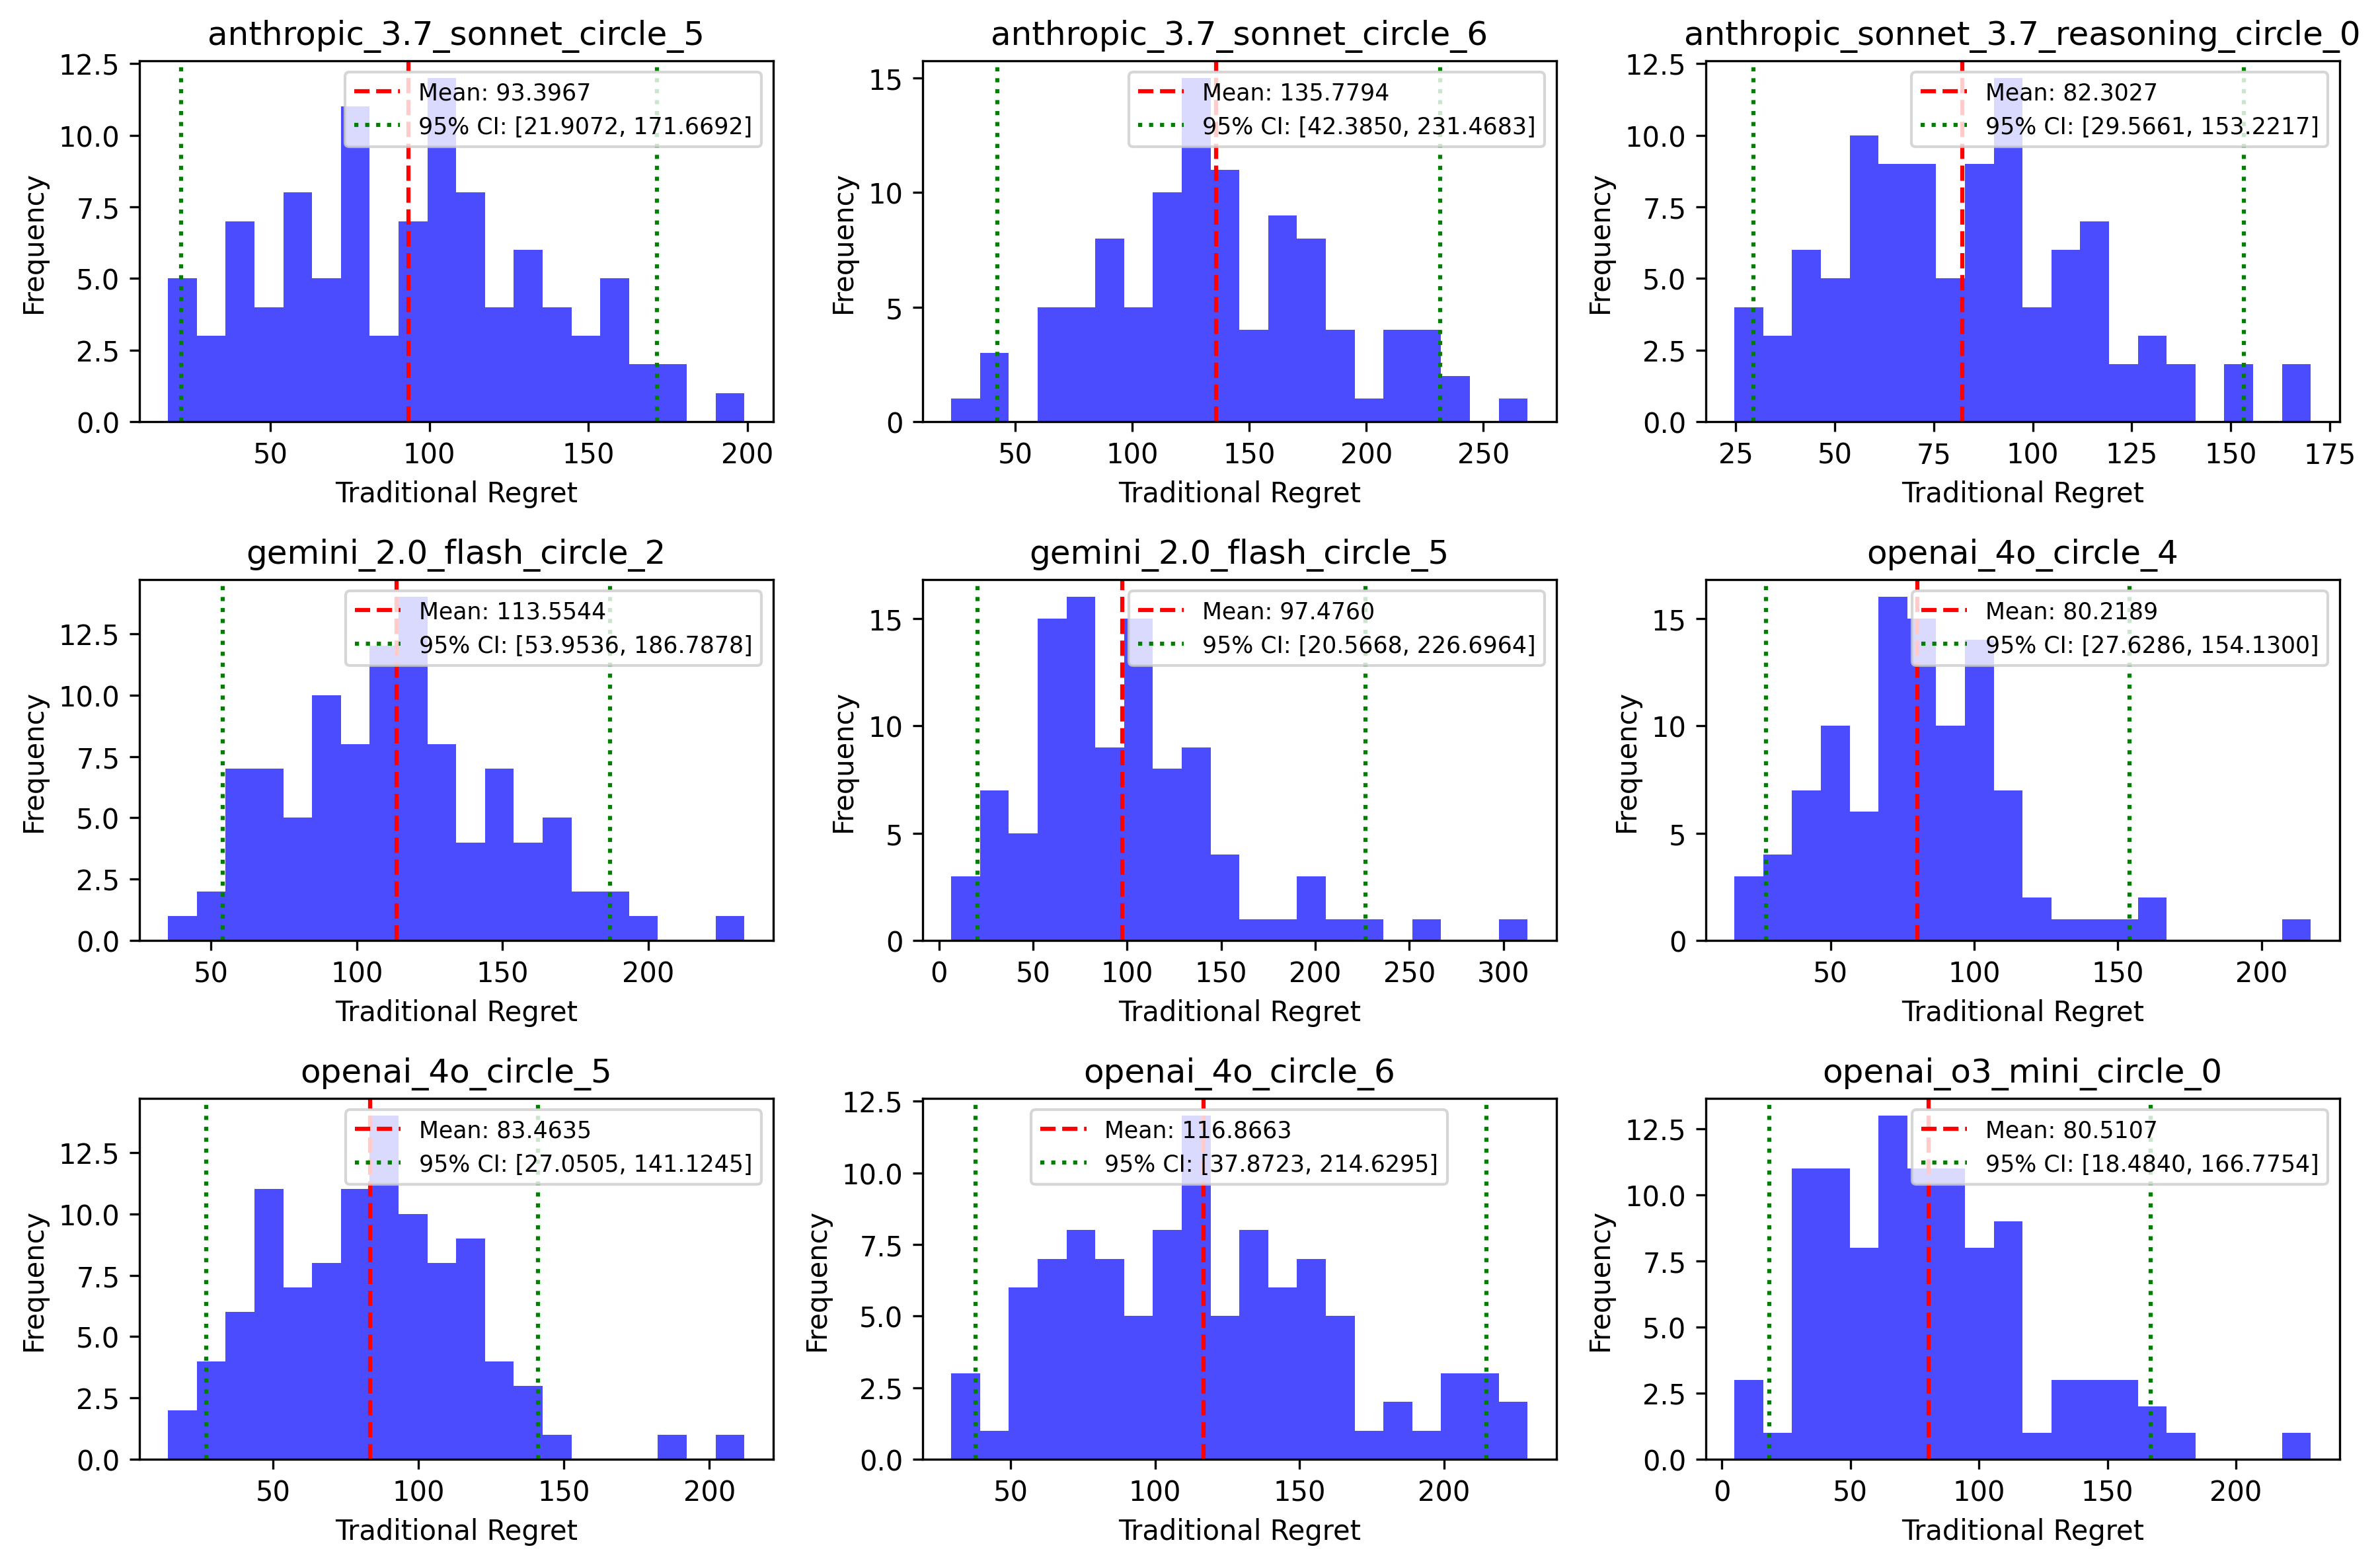 anthropic_3.7_sonnet_circle_5
Mean: 93.3967
95% CI: [21.9072, 171.6692]
Frequency
12.5
10.0
7.5
5.0
2.5
0.0
50
100
150
200
Traditional Regret
anthropic_3.7_sonnet_circle_6
Mean: 135.7794
95% CI: [42.3850, 231.4683]
Frequency
15
10
5
0
50
100
150
200
250
Traditional Regret
anthropic_sonnet_3.7_reasoning_circle_0
Mean: 82.3027
95% CI: [29.5661, 153.2217]
Frequency
12.5
10.0
7.5
5.0
2.5
0.0
25
50
75
100
125
150
175
Traditional Regret
gemini_2.0_flash_circle_2
Mean: 113.5544
95% CI: [53.9536, 186.7878]
Frequency
12.5
10.0
7.5
5.0
2.5
0.0
50
100
150
200
Traditional Regret
gemini_2.0_flash_circle_5
Mean: 97.4760
95% CI: [20.5668, 226.6964]
Frequency
15
10
5
0
0
50
100
150
200
250
300
Traditional Regret
openai_4o_circle_4
Mean: 80.2189
95% CI: [27.6286, 154.1300]
Frequency
15
10
5
0
50
100
150
200
Traditional Regret
openai_4o_circle_5
Mean: 83.4635
95% CI: [27.0505, 141.1245]
Frequency
12.5
10.0
7.5
5.0
2.5
0.0
50
100
150
200
Traditional Regret
openai_4o_circle_6
Mean: 116.8663
95% CI: [37.8723, 214.6295]
Frequency
12.5
10.0
7.5
5.0
2.5
0.0
50
100
150
200
Traditional Regret
openai_o3_mini_circle_0
Mean: 80.5107
95% CI: [18.4840, 166.7754]
Frequency
12.5
10.0
7.5
5.0
2.5
0.0
0
50
100
150
200
Traditional Regret